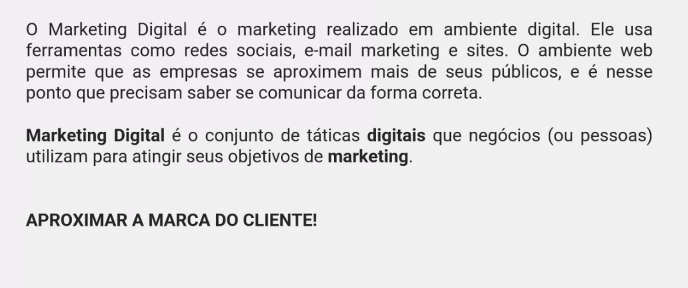 O Marketing Digital é o marketing realizado em ambiente digital. Ele usa
ferramentas como redes sociais, e-mail marketing e sites. O ambiente web
permite que as empresas se aproximem mais de seus públicos, e é nesse
ponto que precisam saber se comunicar da forma correta.
Marketing Digital é o conjunto de táticas digitais que negócios (ou pessoas)
utilizam para atingir seus objetivos de marketing.
APROXIMAR A MARCA DO CLIENTE!